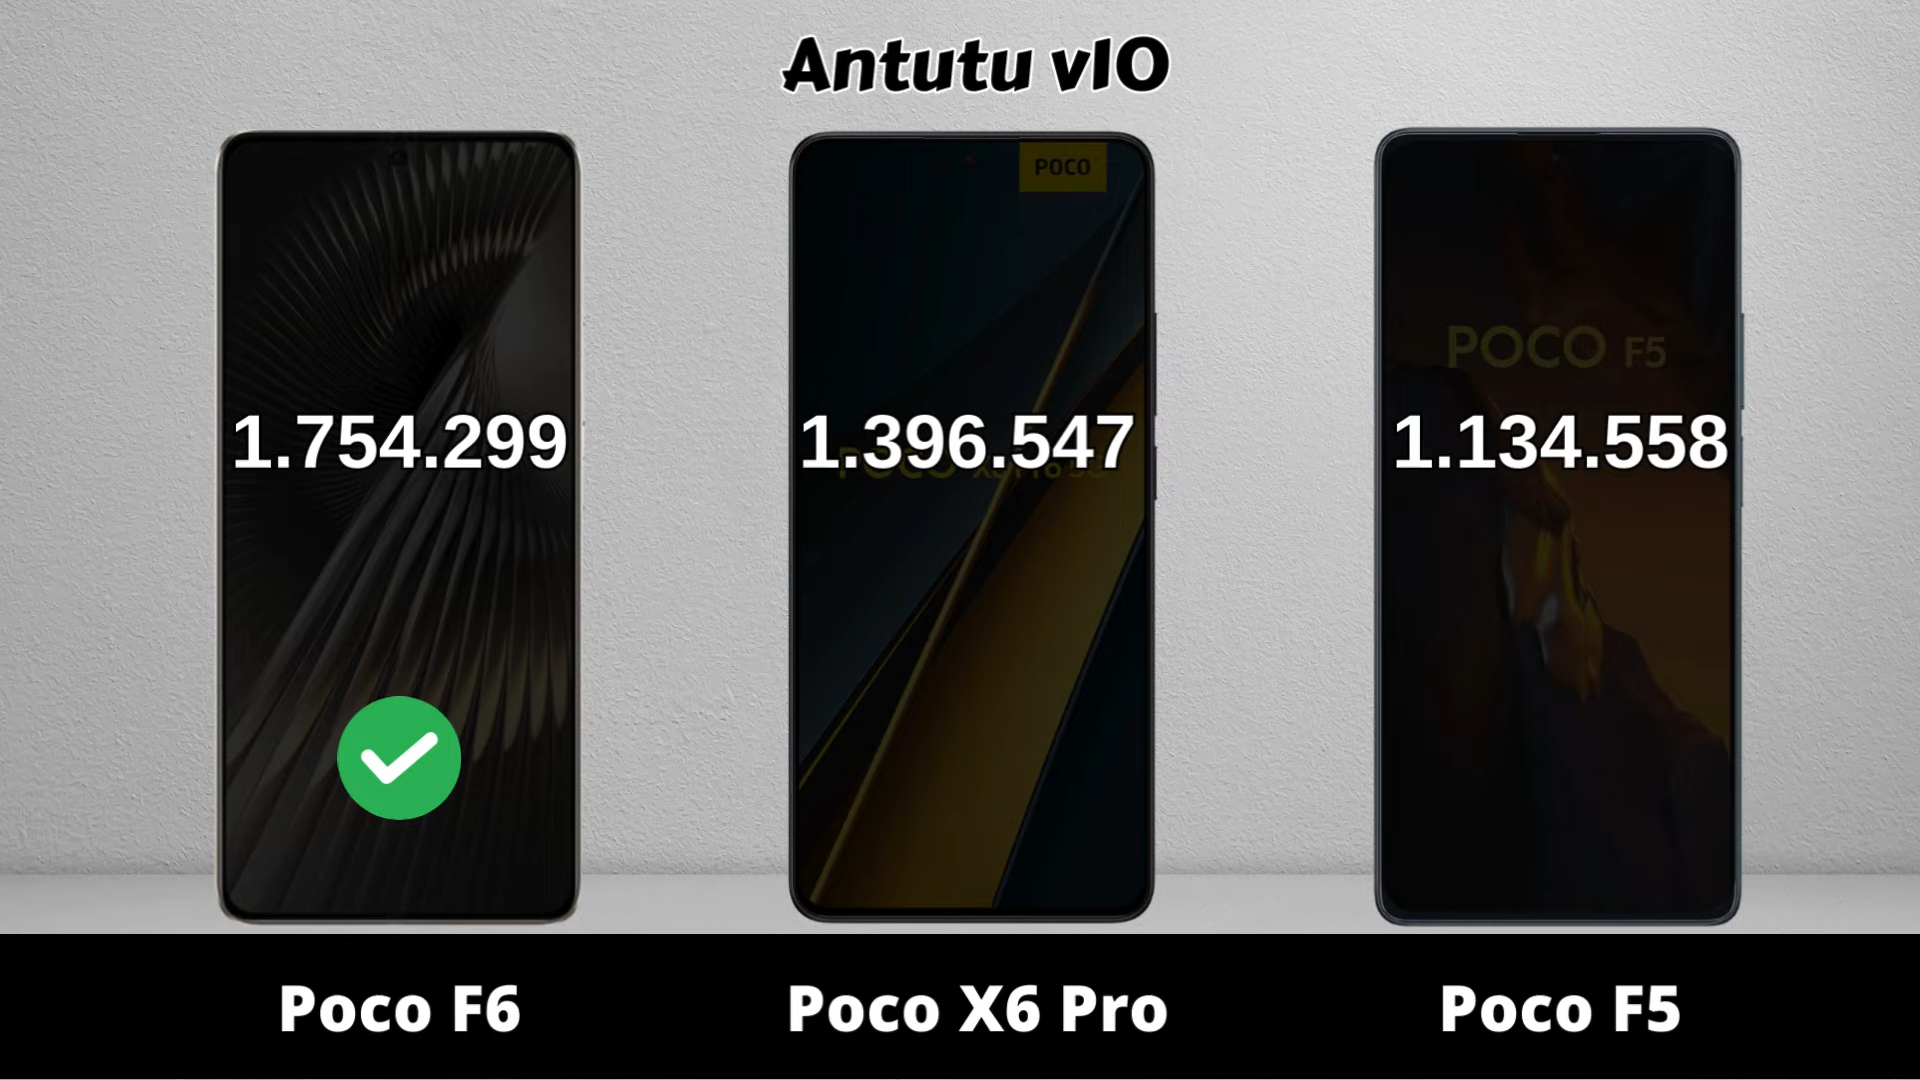 Antutu v10
POCO
POCO F5
1.754.299
1.396.547
1.134.558
POCO
Poco F6
Poco X6 Pro
Poco F5